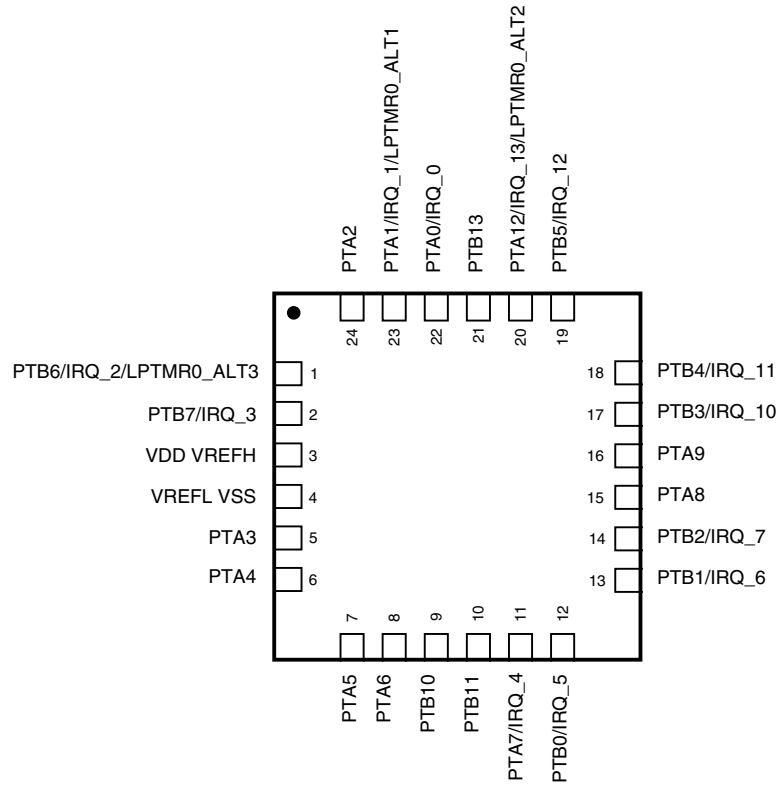 PTA2
PTA1/IRQ_1/LPTMR0_ALT1
PTA0/IRQ_0
PTB13
PTA12/IRQ_13/LPTMR0_ALT2
PTB5/IRQ_12
24
23
22
21
20
19
PTB6/IRQ_2/LPTMR0_ALT3 1
PTB7/IRQ_3 2
VDD VREFH 3
VREFL VSS 4
PTA3 5
PTA4 6
18 PTB4/IRQ_11
17 PTB3/IRQ_10
16 PTA9
15 PTA8
14 PTB2/IRQ_7
13 PTB1/IRQ_6
7
8
9
10
11
12
PTA5
PTA6
PTB10
PTB11
PTA7/IRQ_4
PTB0/IRQ_5